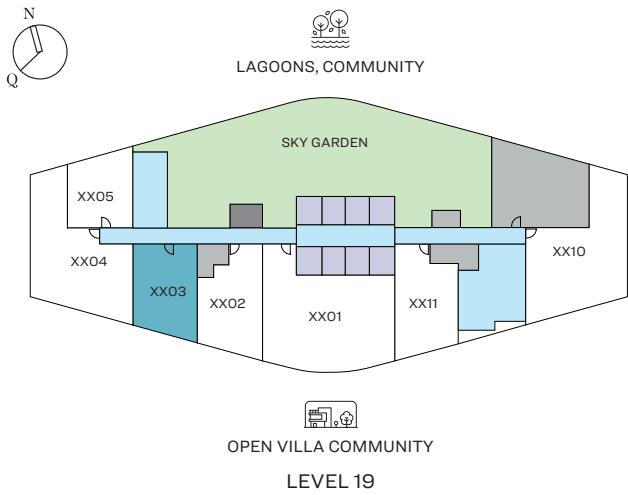 N
Q
LAGOONS, COMMUNITY
SKY GARDEN
XX05
XX04
XX03
XX02
XX01
XX11
XX10
OPEN VILLA COMMUNITY
LEVEL 19